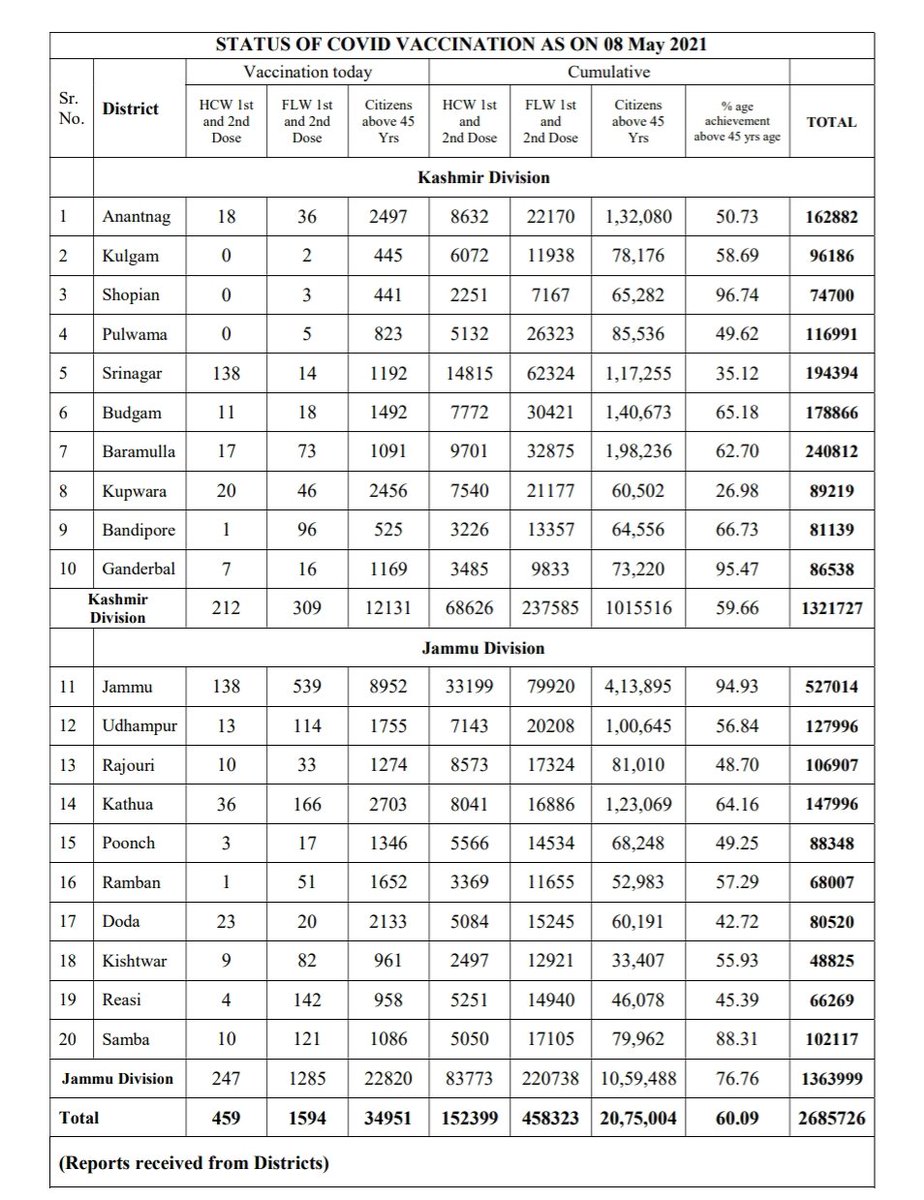 STATUS OF COVID VACCINATION AS ON 08 May 2021
Vaccination today Cumulative
Sr. No. District HCW 1st and 2nd Dose FLW 1st and 2nd Dose Citizens above 45 Yrs HCW 1st and 2nd Dose FLW 1st and 2nd Dose Citizens above 45 Yrs % age achievement above 45 yrs age TOTAL
Kashmir Division
1 Anantnag 18 36 2497 8632 22170 1,32,080 50.73 162882
2 Kulgam 0 2 445 6072 11938 78,176 58.69 96186
3 Shopian 0 3 441 2251 7167 65,282 96.74 74700
4 Pulwama 0 5 823 5132 26323 85,536 49.62 116991
5 Srinagar 138 14 1192 14815 62324 1,17,255 35.12 194394
6 Budgam 11 18 1492 7772 30421 1,40,673 65.18 178866
7 Baramulla 17 73 1091 9701 32875 1,98,236 62.70 240812
8 Kupwara 20 46 2456 7540 21177 60,502 26.98 89219
9 Bandipore 1 96 525 3226 13357 64,556 66.73 81139
10 Ganderbal 7 16 1169 3485 9833 73,220 95.47 86538
Kashmir Division 212 309 12131 68626 237585 1015516 59.66 1321727
Jammu Division
11 Jammu 138 539 8952 33199 79920 4,13,895 94.93 527014
12 Udhampur 13 114 1755 7143 20208 1,00,645 56.84 127996
13 Rajouri 10 33 1274 8573 17324 81,010 48.70 106907
14 Kathua 36 166 2703 8041 16886 1,23,069 64.16 147996
15 Poonch 3 17 1346 5566 14534 68,248 49.25 88348
16 Ramban 1 51 1652 3369 11655 52,983 57.29 68007
17 Doda 23 20 2133 5084 15245 60,191 42.72 80520
18 Kishtwar 9 82 961 2497 12921 33,407 55.93 48825
19 Reasi 4 142 958 5251 14940 46,078 45.39 66269
20 Samba 10 121 1086 5050 17105 79,962 88.31 102117
Jammu Division 247 1285 22820 83773 220738 10,59,488 76.76 1363999
Total 459 1594 34951 152399 458323 20,75,004 60.09 2685726
(Reports received from Districts)